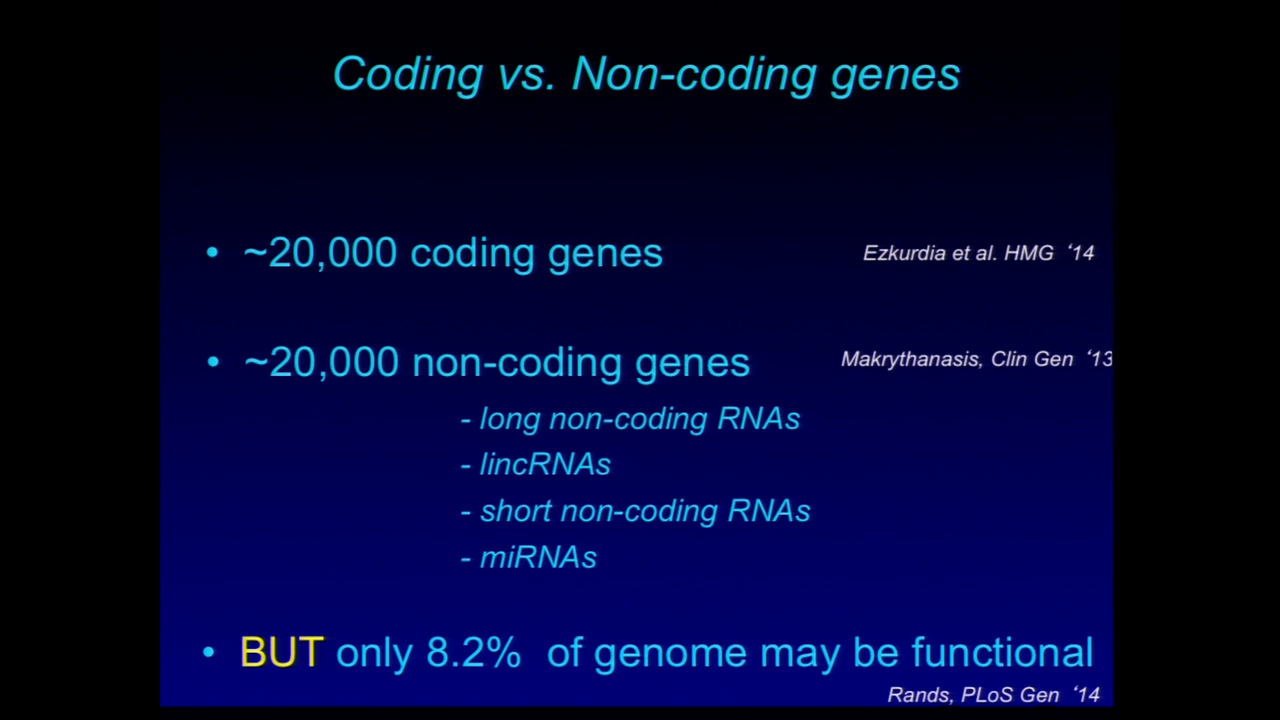 Coding vs. Non-coding genes
• ~20,000 coding genes Ezkurdia et al. HMG ‘14
• ~20,000 non-coding genes Makrythanasis, Clin Gen ‘13
- long non-coding RNAs
- lincRNAs
- short non-coding RNAs
- miRNAs
• BUT only 8.2% of genome may be functional
Rands, PLoS Gen ‘14